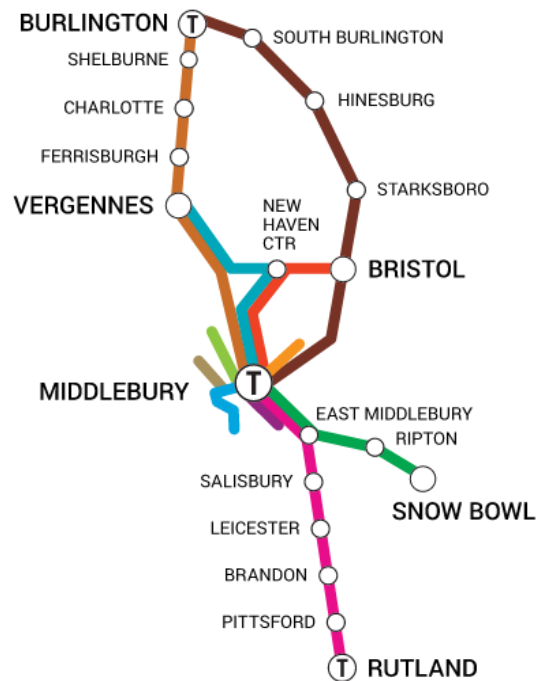 BURLINGTON
T
SOUTH BURLINGTON
SHELBURNE
HINESBURG
CHARLOTTE
FERRISBURGH
STARKSBORO
VERGENNES
NEW
HAVEN
CTR
BRISTOL
MIDDLEBURY
T
EAST MIDDLEBURY
RIPTON
SALISBURY
SNOW BOWL
LEICESTER
BRANDON
PITTSFORD
T
RUTLAND